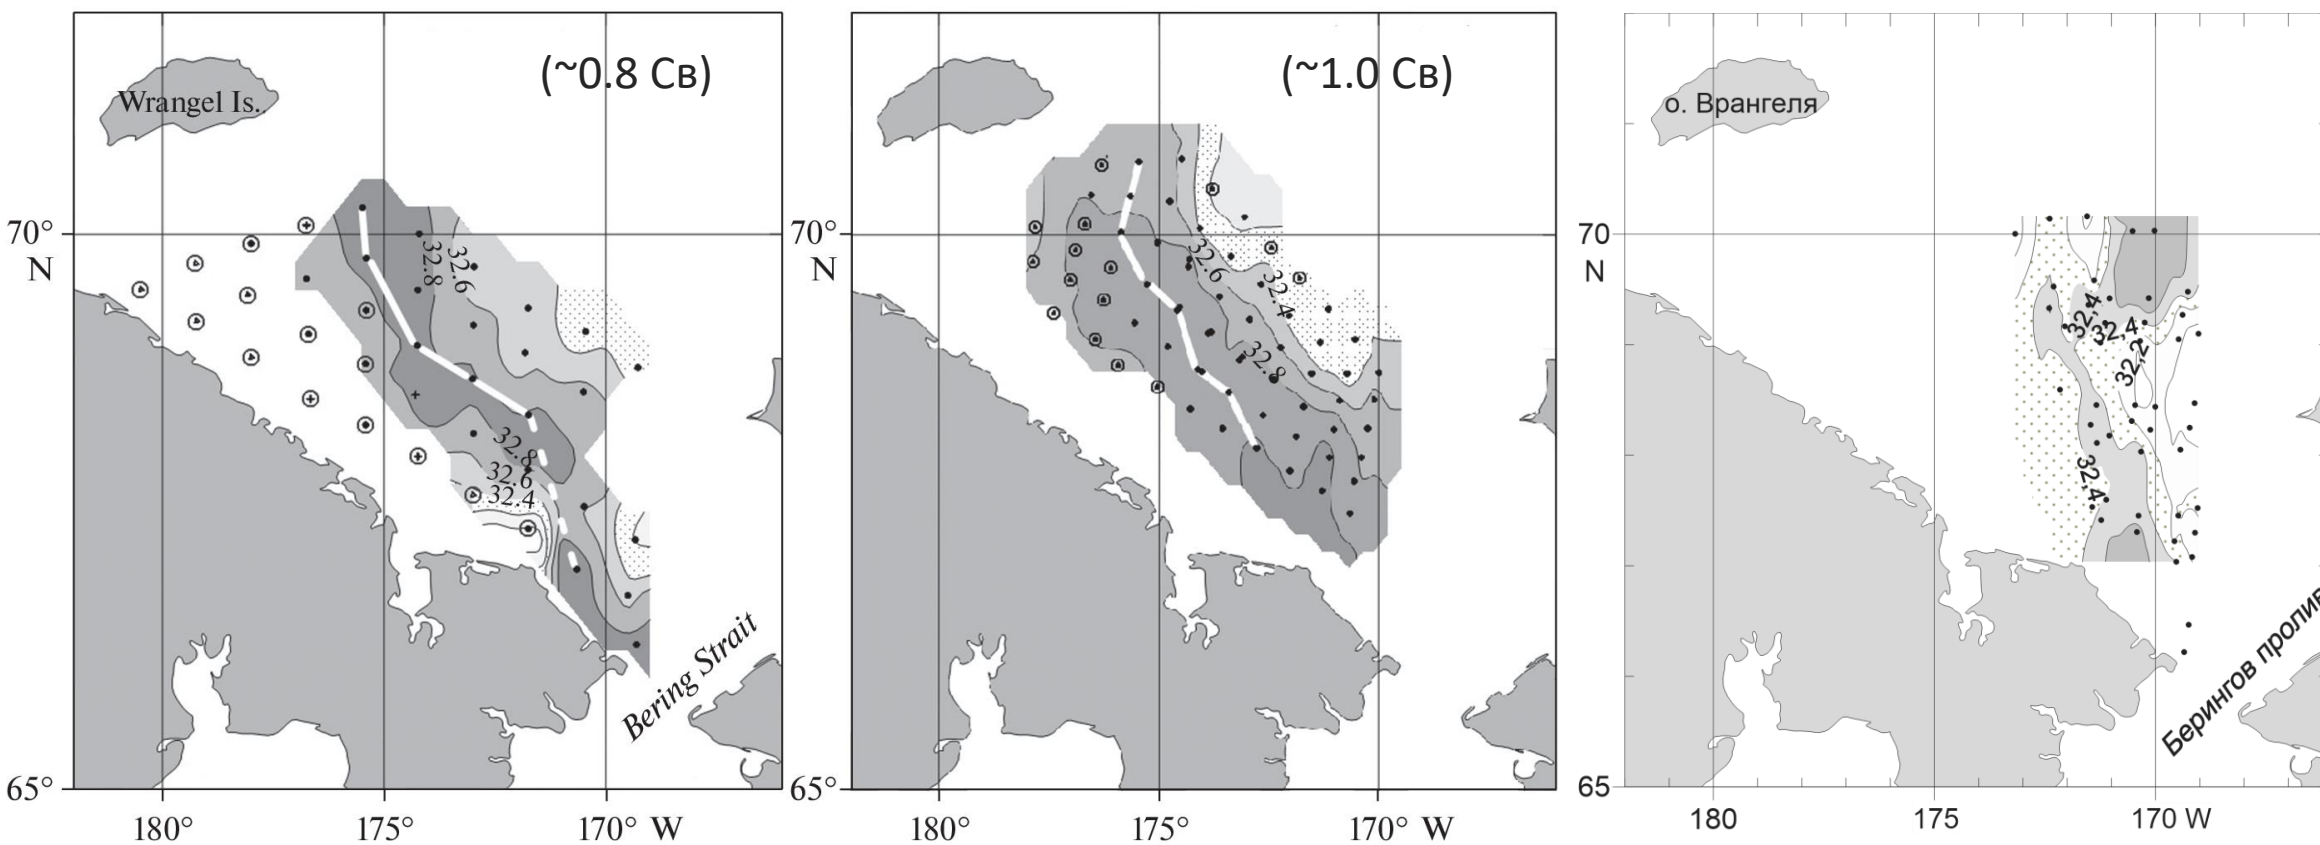 (~0.8 Св)
Wrangel Is.
70°
N
32.8
32.6
32.8
32.6
32.4
Bering Strait
65°
180°
175°
170° W
(~1.0 Св)
70°
N
32.6
32.4
32.8
65°
180°
175°
170° W
о. Врангеля
70
N
32,4
32,4
32,2
32,4
Берингов пролив
65
180
175
170 W